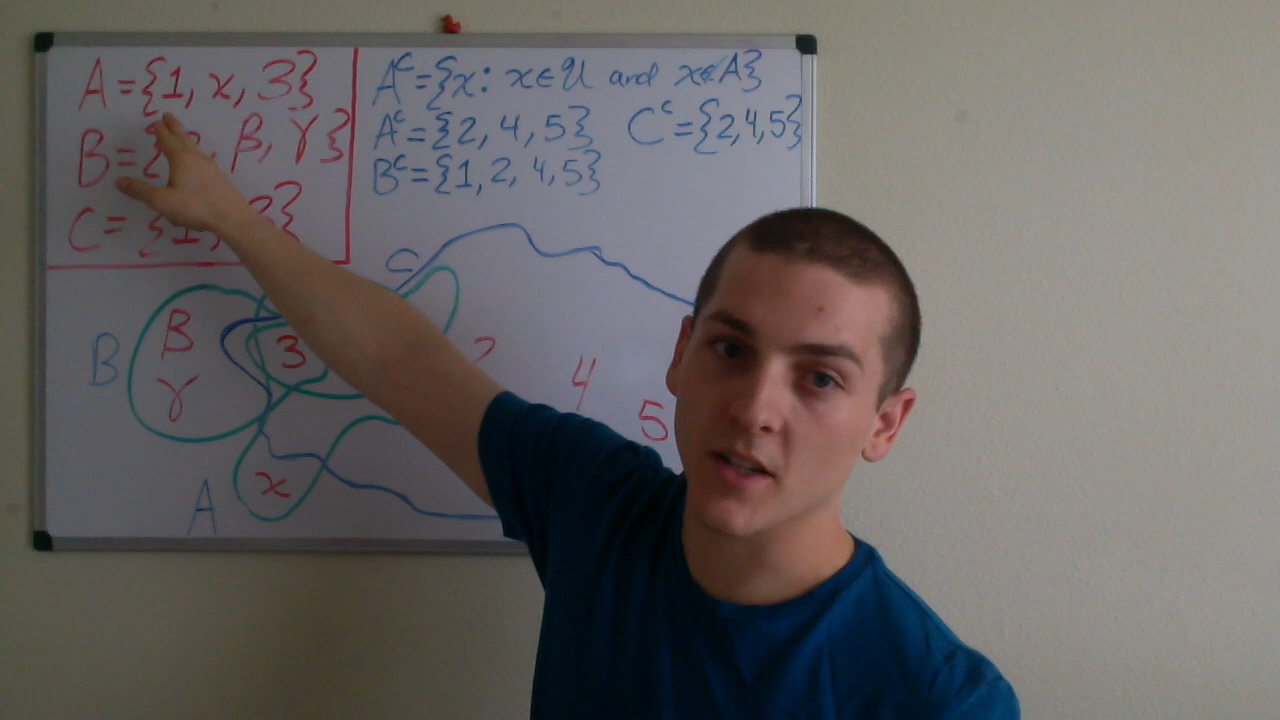 A = {1, x, 3}
B = { , β, γ}
C = {1, 3}
Aᶜ = {x: x ∈ U and x ∉ A}
Aᶜ = {2, 4, 5} Cᶜ = {2,4,5}
Bᶜ = {1, 2, 4, 5}
C
B
β
γ
3
2
4
5
A
x